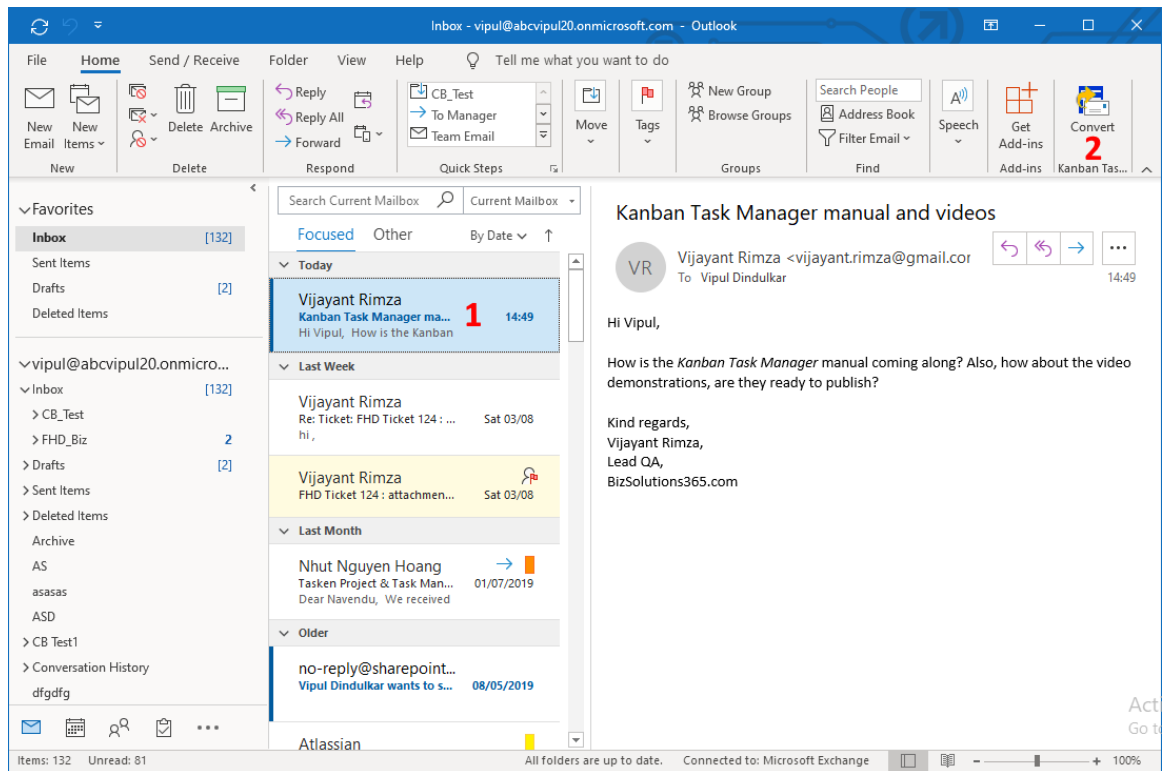 Inbox - vipul@abcvipul20.onmicrosoft.com - Outlook
File Home Send / Receive Folder View Help Tell me what you want to do
New Email
New Items
Delete
Archive
Reply
Reply All
Forward
CB_Test
To Manager
Team Email
Move
Tags
New Group
Browse Groups
Search People
Address Book
Filter Email
Speech
Get Add-ins
Convert
2
New Delete Respond Quick Steps Groups Find Add-ins Kanban Tas...
Favorites
Inbox [132]
Sent Items
Drafts [2]
Deleted Items
vipul@abcvipul20.onmicro...
Inbox [132]
CB_Test
FHD_Biz 2
Drafts [2]
Sent Items
Deleted Items
Archive
AS
asasas
ASD
CB Test1
Conversation History
dfgdfg
Search Current Mailbox Current Mailbox
Focused Other By Date
Today
Vijayant Rimza
Kanban Task Manager ma... 14:49
1
Hi Vipul, How is the Kanban
Last Week
Vijayant Rimza
Re: Ticket: FHD Ticket 124 : ... Sat 03/08
hi ,
Vijayant Rimza
FHD Ticket 124 : attachmen... Sat 03/08
Last Month
Nhut Nguyen Hoang
Tasken Project & Task Man... 01/07/2019
Dear Navendu, We received
Older
no-reply@sharepoint...
Vipul Dindulkar wants to s... 08/05/2019
Atlassian
Kanban Task Manager manual and videos
VR
Vijayant Rimza <vijayant.rimza@gmail.cor
To Vipul Dindulkar 14:49
Hi Vipul,
How is the Kanban Task Manager manual coming along? Also, how about the video
demonstrations, are they ready to publish?
Kind regards,
Vijayant Rimza,
Lead QA,
BizSolutions365.com
Acti
Go to
Items: 132 Unread: 81 All folders are up to date. Connected to: Microsoft Exchange 100%